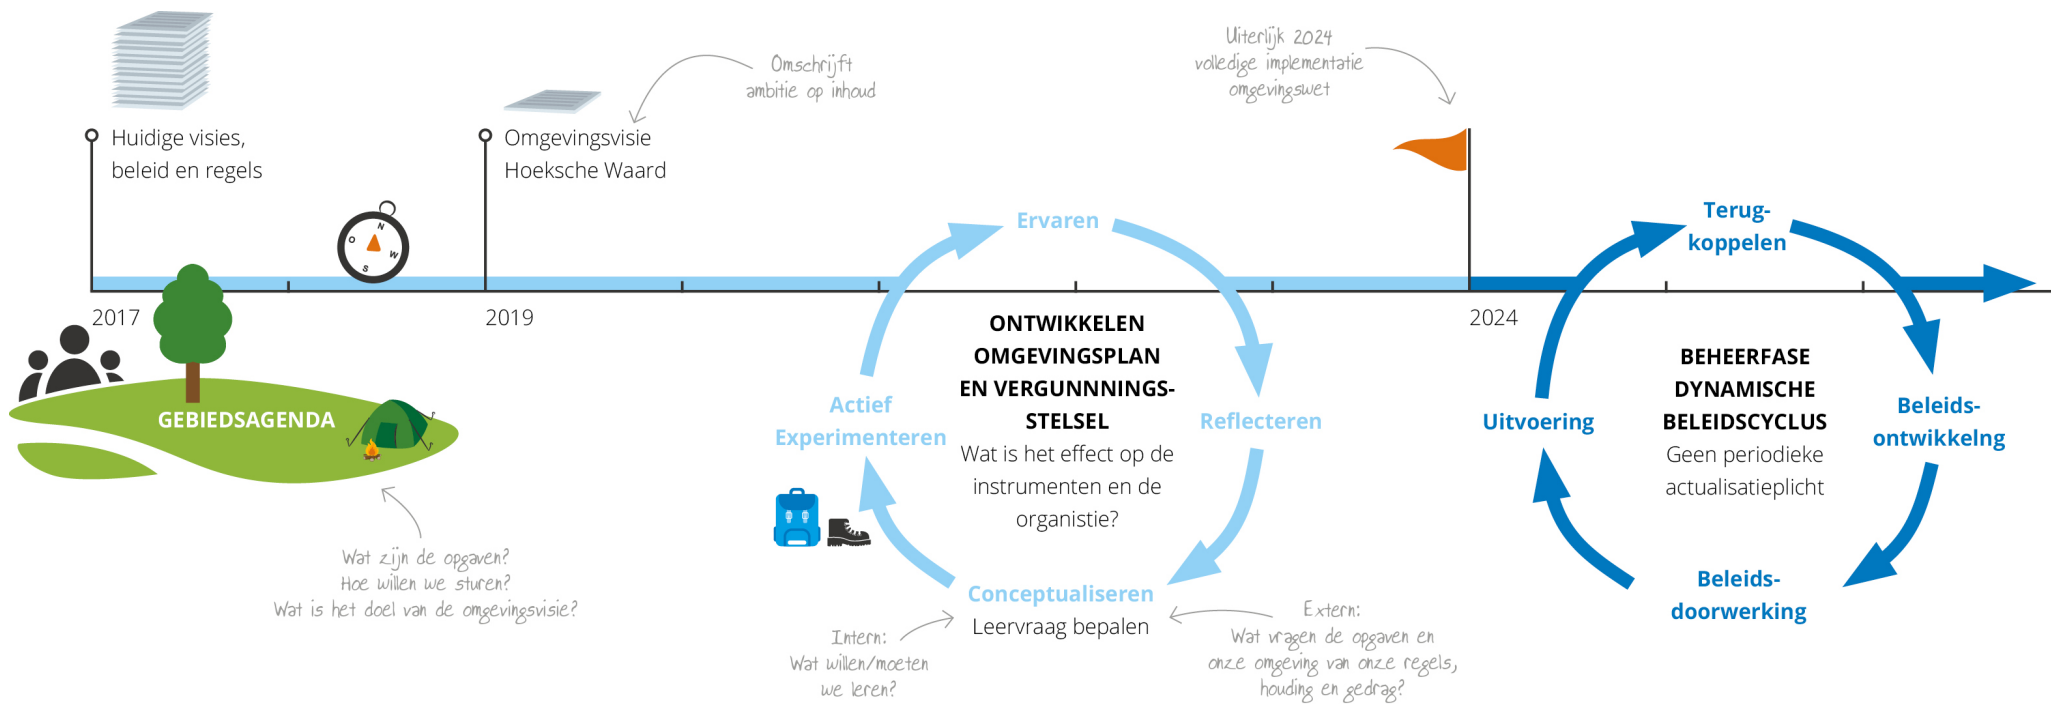 Huidige visies,
beleid en regels
Omschrijft
ambitie op inhoud
Omgevingsvisie
Hoeksche Waard
Uiterlijk 2024
volledige implementatie
omgevingswet
N
O
W
S
2017
2019
2024
GEBIEDSAGENDA
Wat zijn de opgaven?
Hoe willen we sturen?
Wat is het doel van de omgevingsvisie?
Ervaren
Reflecteren
Conceptualiseren
Leervraag bepalen
Actief
Experimenteren
ONTWIKKELEN
OMGEVINGSPLAN
EN VERGUNNNINGS-
STELSEL
Wat is het effect op de
instrumenten en de
organistie?
Intern:
Wat willen/moeten
we leren?
Extern:
Wat vragen de opgaven en
onze omgeving van onze regels,
houding en gedrag?
Terug-
koppelen
Beleids-
ontwikkelng
Beleids-
doorwerking
Uitvoering
BEHEERFASE
DYNAMISCHE
BELEIDSCYCLUS
Geen periodieke
actualisatieplicht